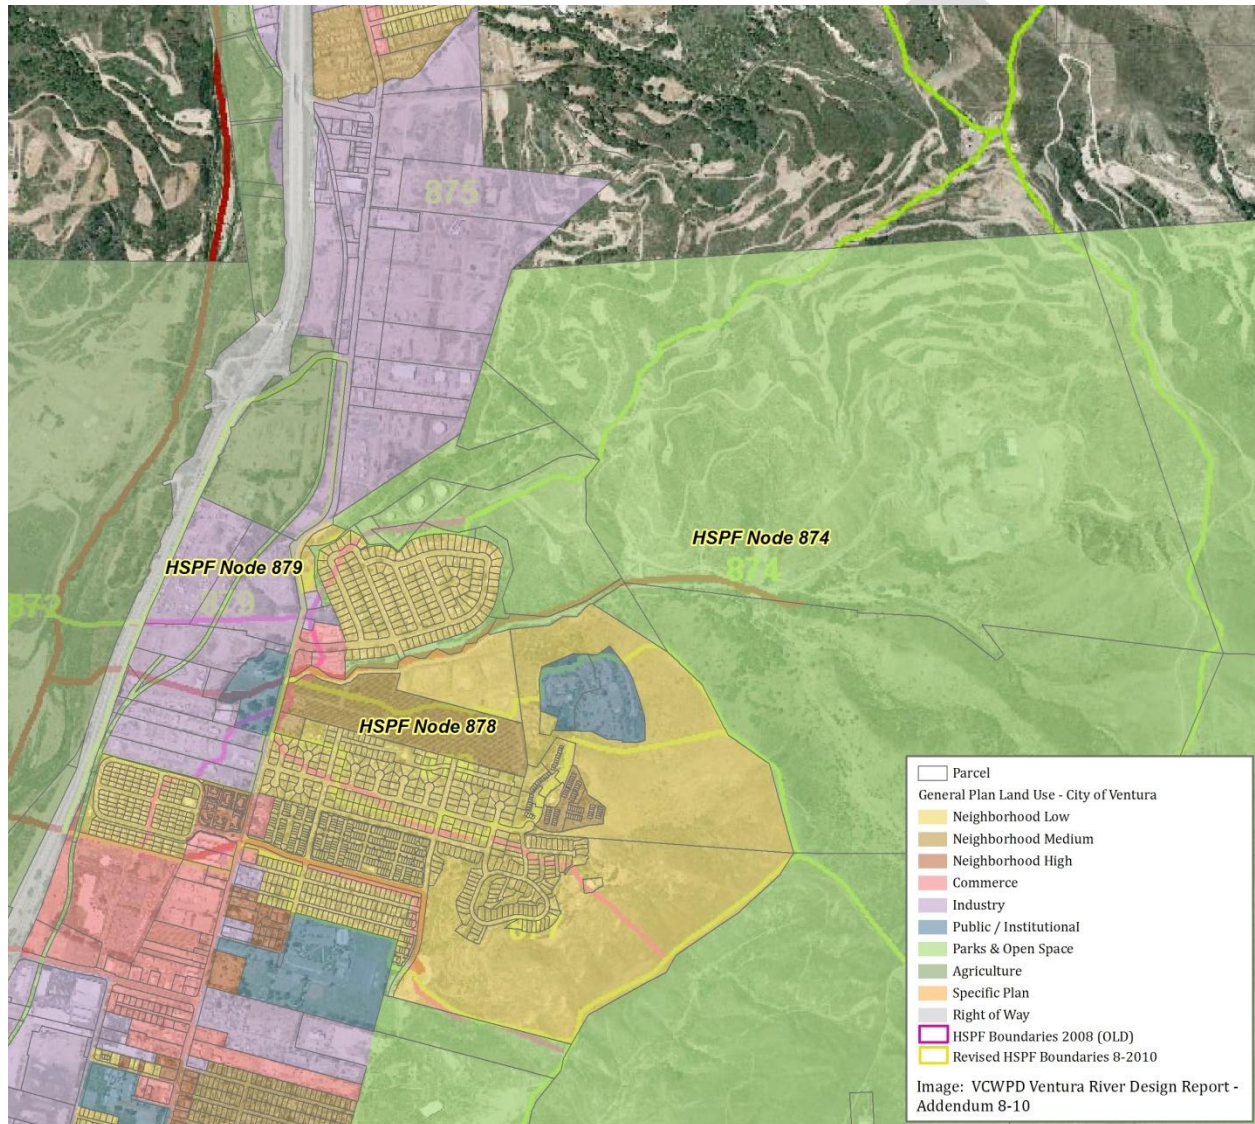 875
HSPF Node 874
874
HSPF Node 879
879
872
HSPF Node 878
Parcel
General Plan Land Use - City of Ventura
Neighborhood Low
Neighborhood Medium
Neighborhood High
Commerce
Industry
Public / Institutional
Parks & Open Space
Agriculture
Specific Plan
Right of Way
HSPF Boundaries 2008 (OLD)
Revised HSPF Boundaries 8-2010
Image: VCWPD Ventura River Design Report -
Addendum 8-10